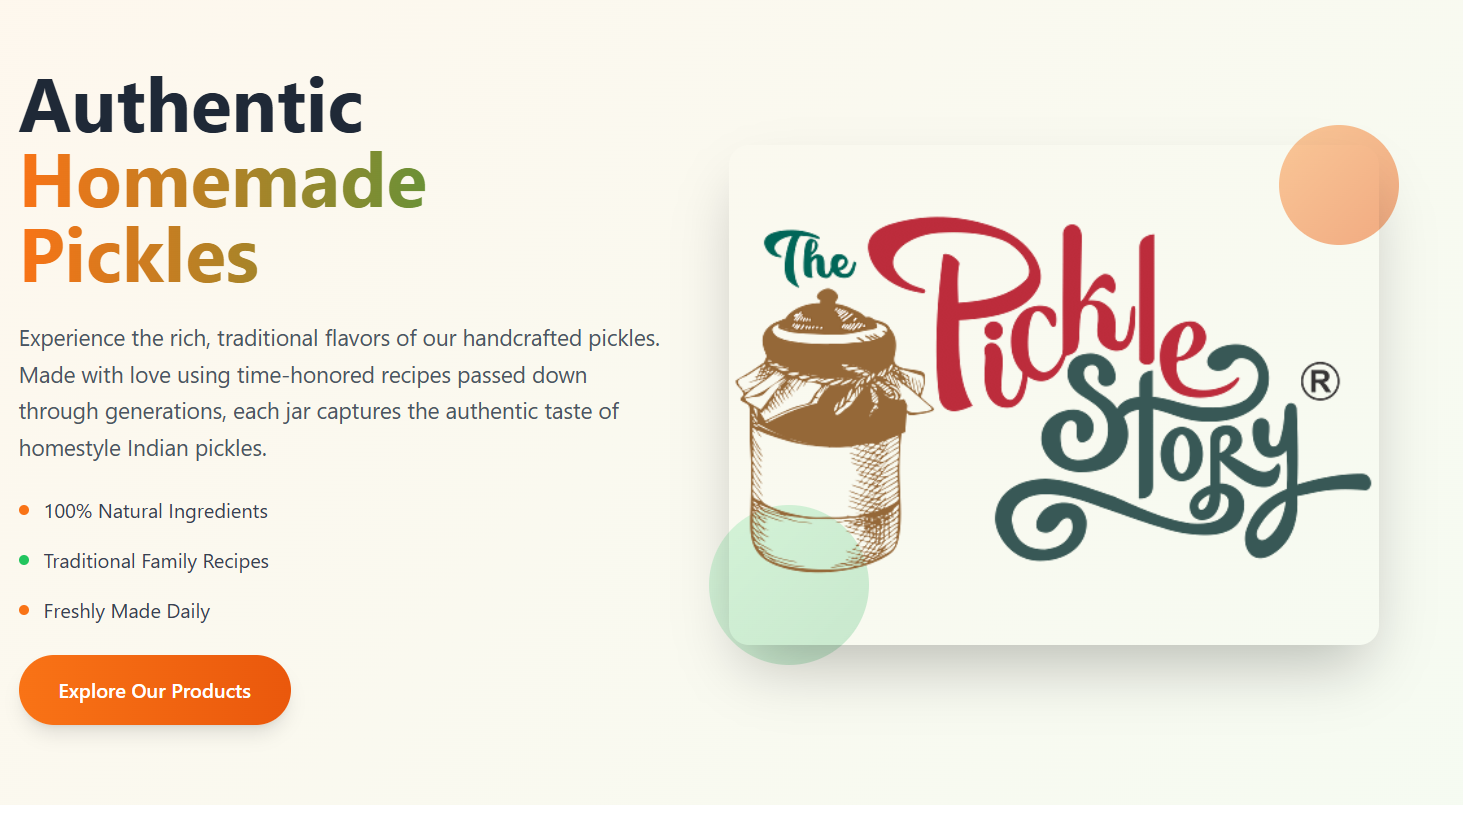 Authentic
Homemade
Pickles
Experience the rich, traditional flavors of our handcrafted pickles.
Made with love using time-honored recipes passed down
through generations, each jar captures the authentic taste of
homestyle Indian pickles.
100% Natural Ingredients
Traditional Family Recipes
Freshly Made Daily
Explore Our Products
The Pickle
Story ®